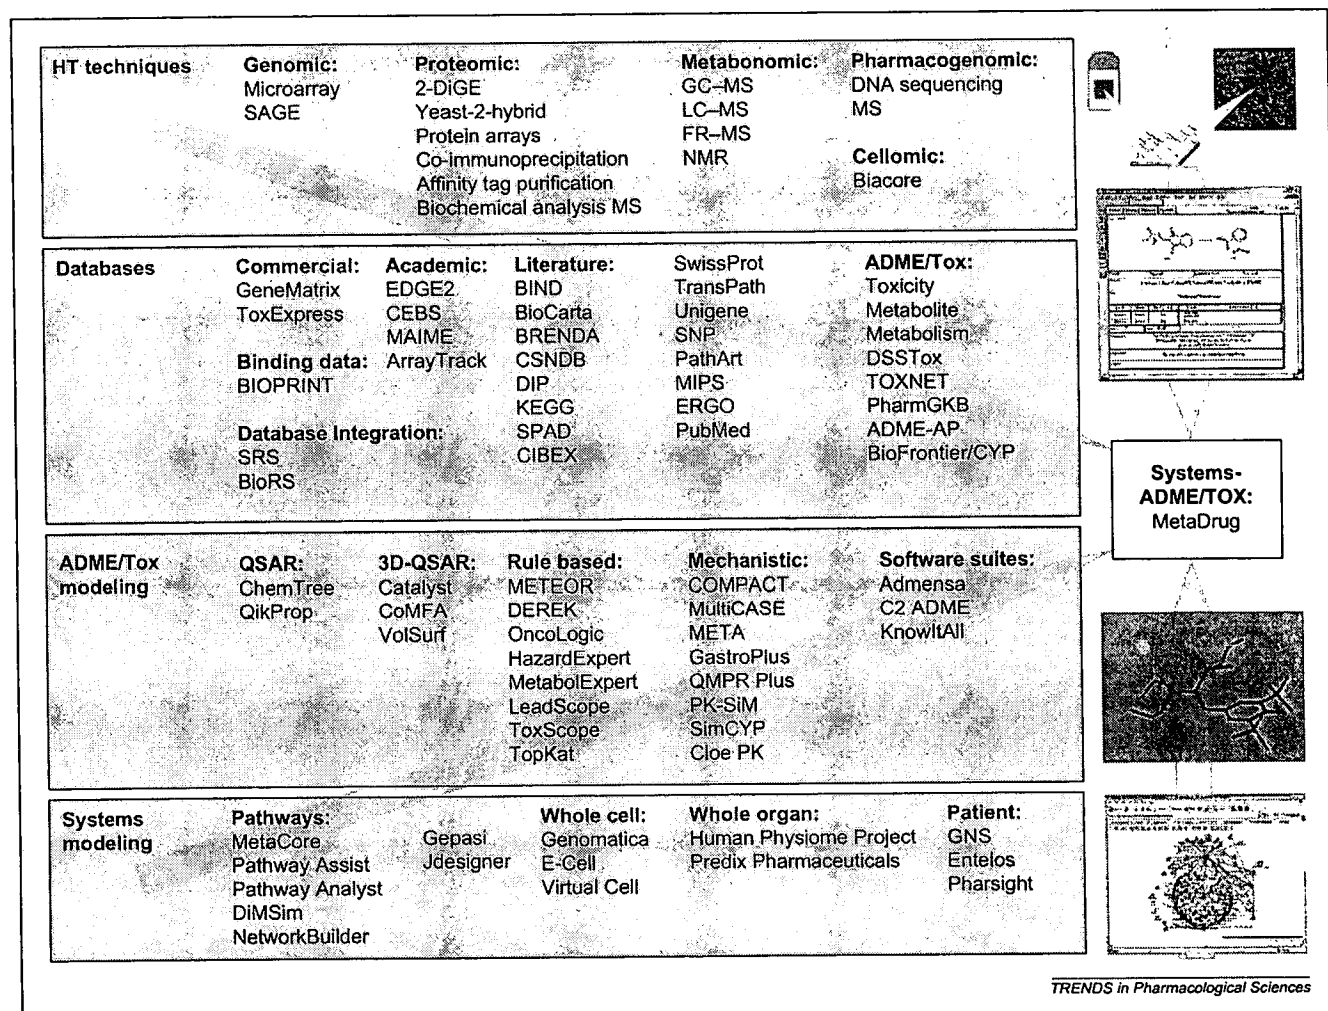 HT techniques
Genomic:
Microarray
SAGE
Proteomic:
2-DiGE
Yeast-2-hybrid
Protein arrays
Co-immunoprecipitation
Affinity tag purification
Biochemical analysis MS
Metabonomic:
GC–MS
LC–MS
FR–MS
NMR
Pharmacogenomic:
DNA sequencing
MS
Cellomic:
Biacore
Databases
Commercial:
GeneMatrix
ToxExpress
Binding data:
BIOPRINT
Database Integration:
SRS
BioRS
Academic:
EDGE2
CEBS
MAIME
ArrayTrack
Literature:
BIND
BioCarta
BRENDA
CSNDB
DIP
KEGG
SPAD
CIBEX
SwissProt
TransPath
Unigene
SNP
PathArt
MIPS
ERGO
PubMed
ADME/Tox:
Toxicity
Metabolite
Metabolism
DSSTox
TOXNET
PharmGKB
ADME-AP
BioFrontier/CYP
Systems-
ADME/TOX:
MetaDrug
ADME/Tox
modeling
QSAR:
ChemTree
QikProp
3D-QSAR:
Catalyst
CoMFA
VolSurf
Rule based:
METEOR
DEREK
OncoLogic
HazardExpert
MetabolExpert
LeadScope
ToxScope
TopKat
Mechanistic:
COMPACT
MultiCASE
META
GastroPlus
QMPR Plus
PK-SiM
SimCYP
Cloe PK
Software suites:
Admensa
C2 ADME
KnowItAll
Systems
modeling
Pathways:
MetaCore
Pathway Assist
Pathway Analyst
DiMSim
NetworkBuilder
Gepasi
Jdesigner
Whole cell:
Genomatica
E-Cell
Virtual Cell
Whole organ:
Human Physiome Project
Predix Pharmaceuticals
Patient:
GNS
Entelos
Pharsight
TRENDS in Pharmacological Sciences